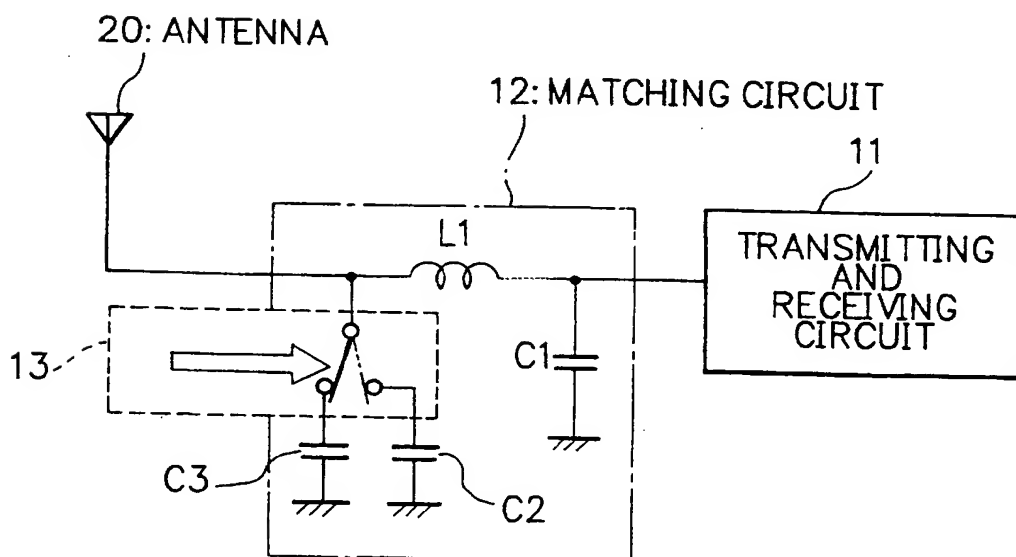 20: ANTENNA
12: MATCHING CIRCUIT
11
L1
TRANSMITTING
AND
RECEIVING
CIRCUIT
13
C1
C3
C2